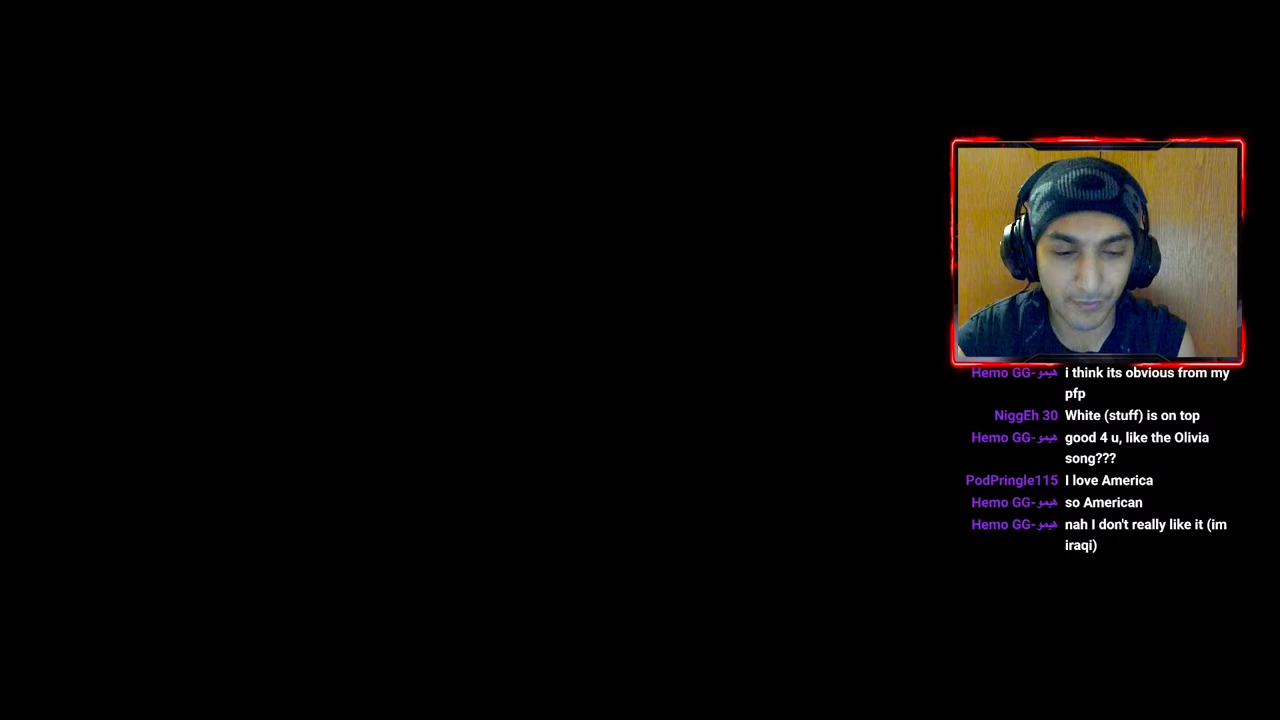 Hemo GG-هيمو i think its obvious from my
pfp
NiggEh 30 White (stuff) is on top
Hemo GG-هيمو good 4 u, like the Olivia
song???
PodPringle115 I love America
Hemo GG-هيمو so American
Hemo GG-هيمو nah I don't really like it (im
iraqi)